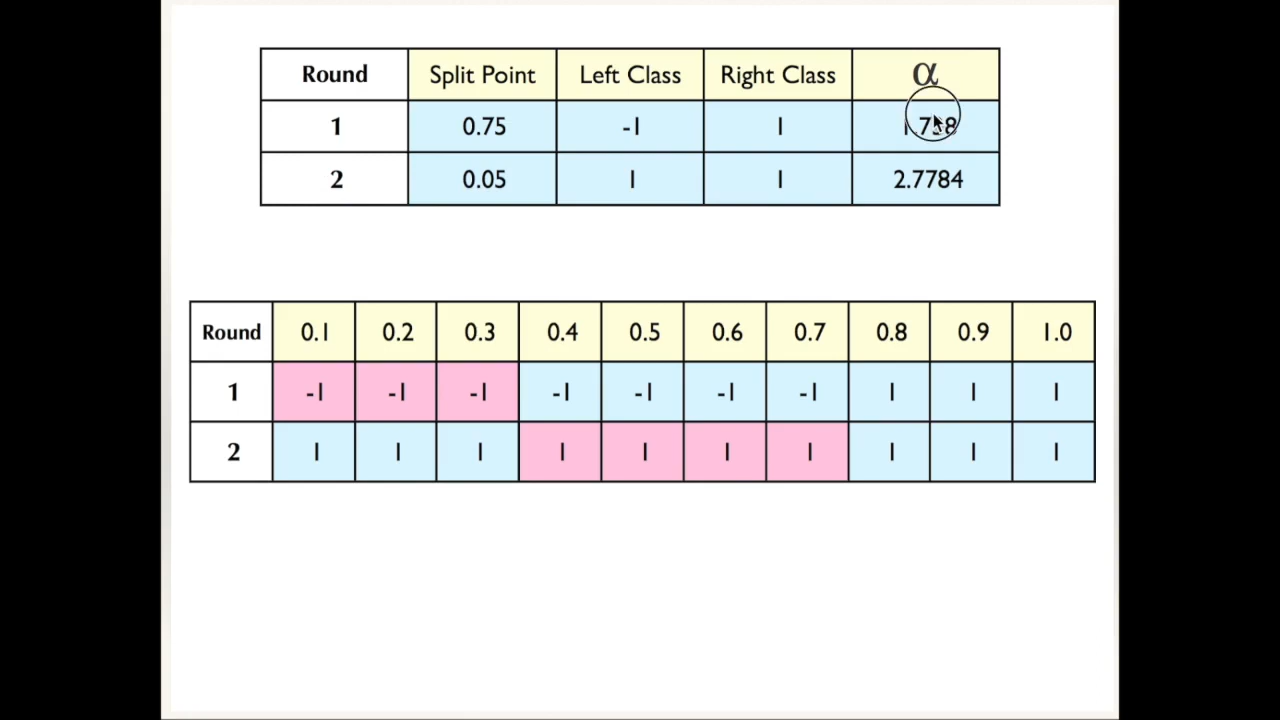 Round Split Point Left Class Right Class α
1 0.75 -1 1
2 0.05 1 1 2.7784
Round 0.1 0.2 0.3 0.4 0.5 0.6 0.7 0.8 0.9 1.0
1 -1 -1 -1 -1 -1 -1 -1 1 1 1
2 1 1 1 1 1 1 1 1 1 1